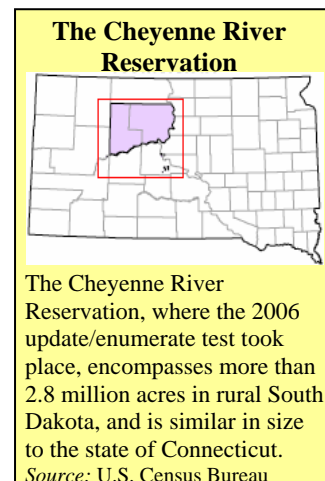 The Cheyenne River
Reservation
The Cheyenne River
Reservation, where the 2006
update/enumerate test took
place, encompasses more than
2.8 million acres in rural South
Dakota, and is similar in size
to the state of Connecticut.
Source: U.S. Census Bureau